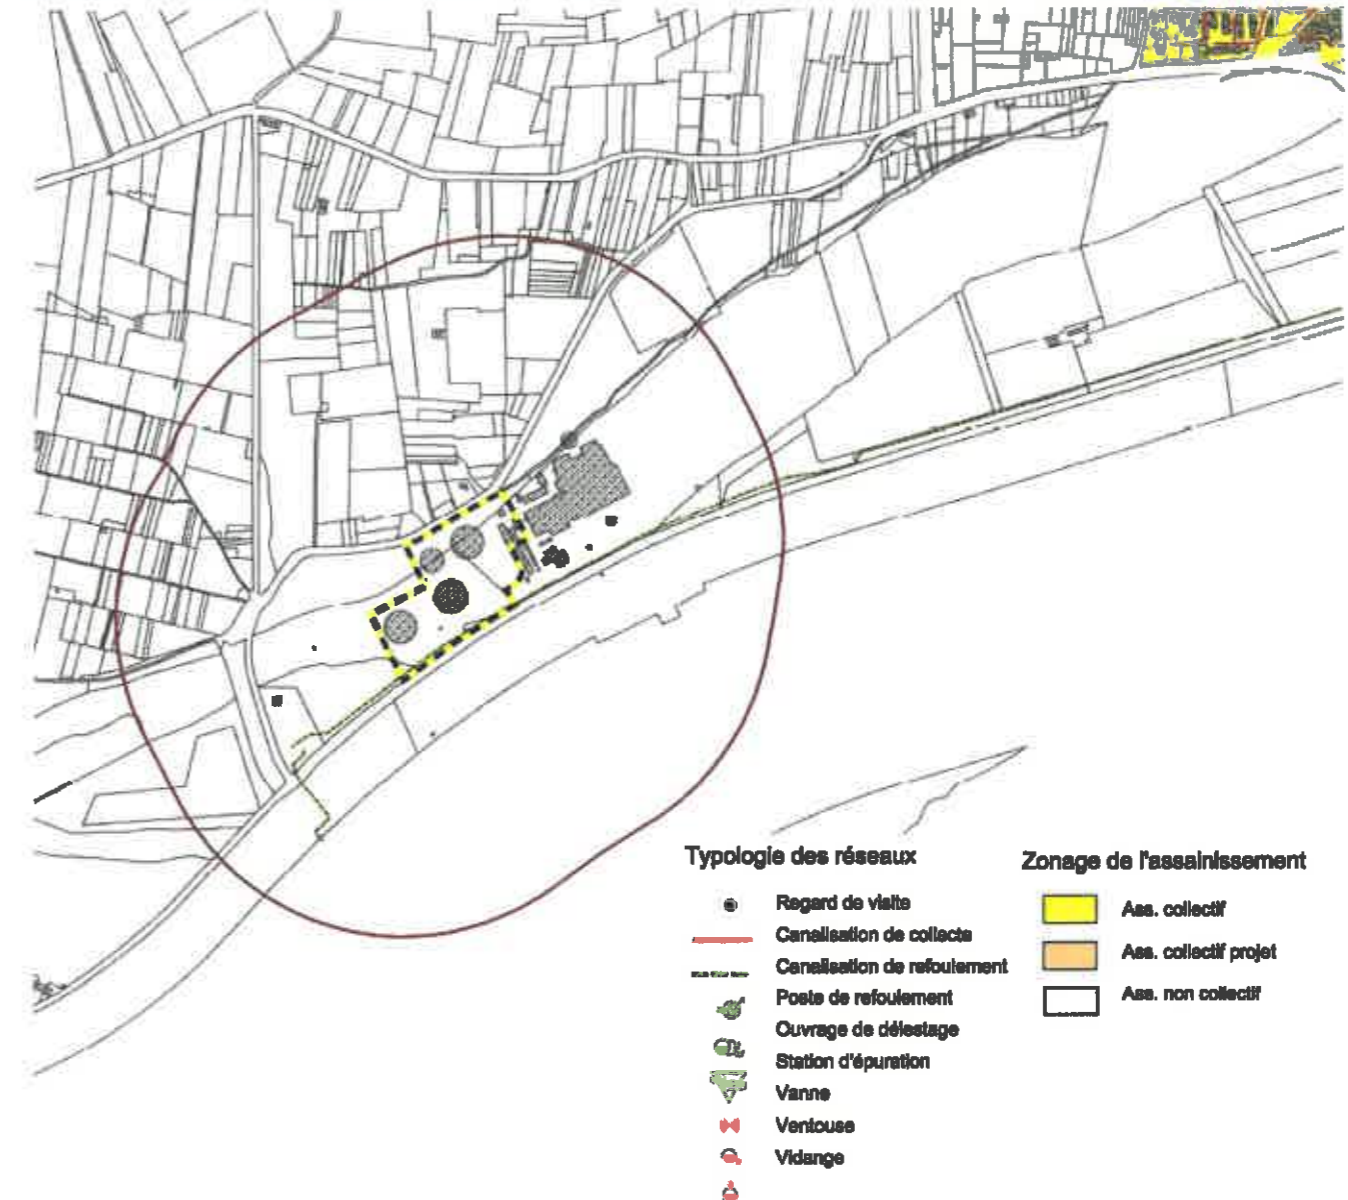 Typologie des réseaux
Regard de visite
Canalisation de collecte
Canalisation de refoulement
Poste de refoulement
Ouvrage de délestage
Station d'épuration
Vanne
Ventouse
Vidange
Zonage de l'assainissement
Ass. collectif
Ass. collectif projet
Ass. non collectif